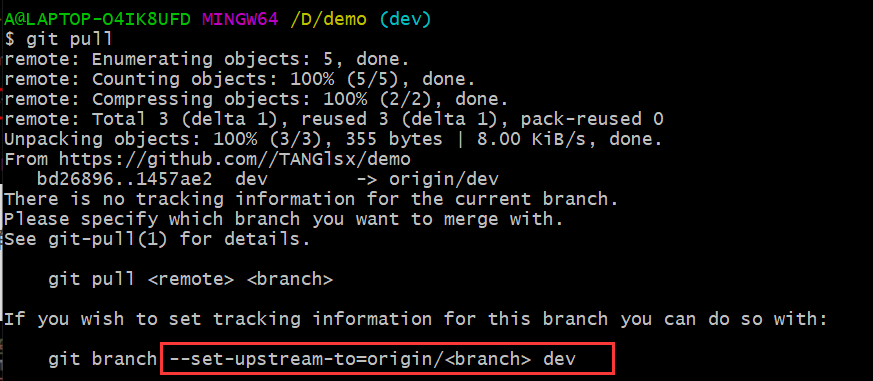 A@LAPTOP-O4IK8UFD MINGW64 /D/demo (dev)
$ git pull
remote: Enumerating objects: 5, done.
remote: Counting objects: 100% (5/5), done.
remote: Compressing objects: 100% (2/2), done.
remote: Total 3 (delta 1), reused 3 (delta 1), pack-reused 0
Unpacking objects: 100% (3/3), 355 bytes | 8.00 KiB/s, done.
From https://github.com//TANGlsx/demo
   bd26896..1457ae2  dev        -> origin/dev
There is no tracking information for the current branch.
Please specify which branch you want to merge with.
See git-pull(1) for details.

    git pull <remote> <branch>

If you wish to set tracking information for this branch you can do so with:

    git branch --set-upstream-to=origin/<branch> dev